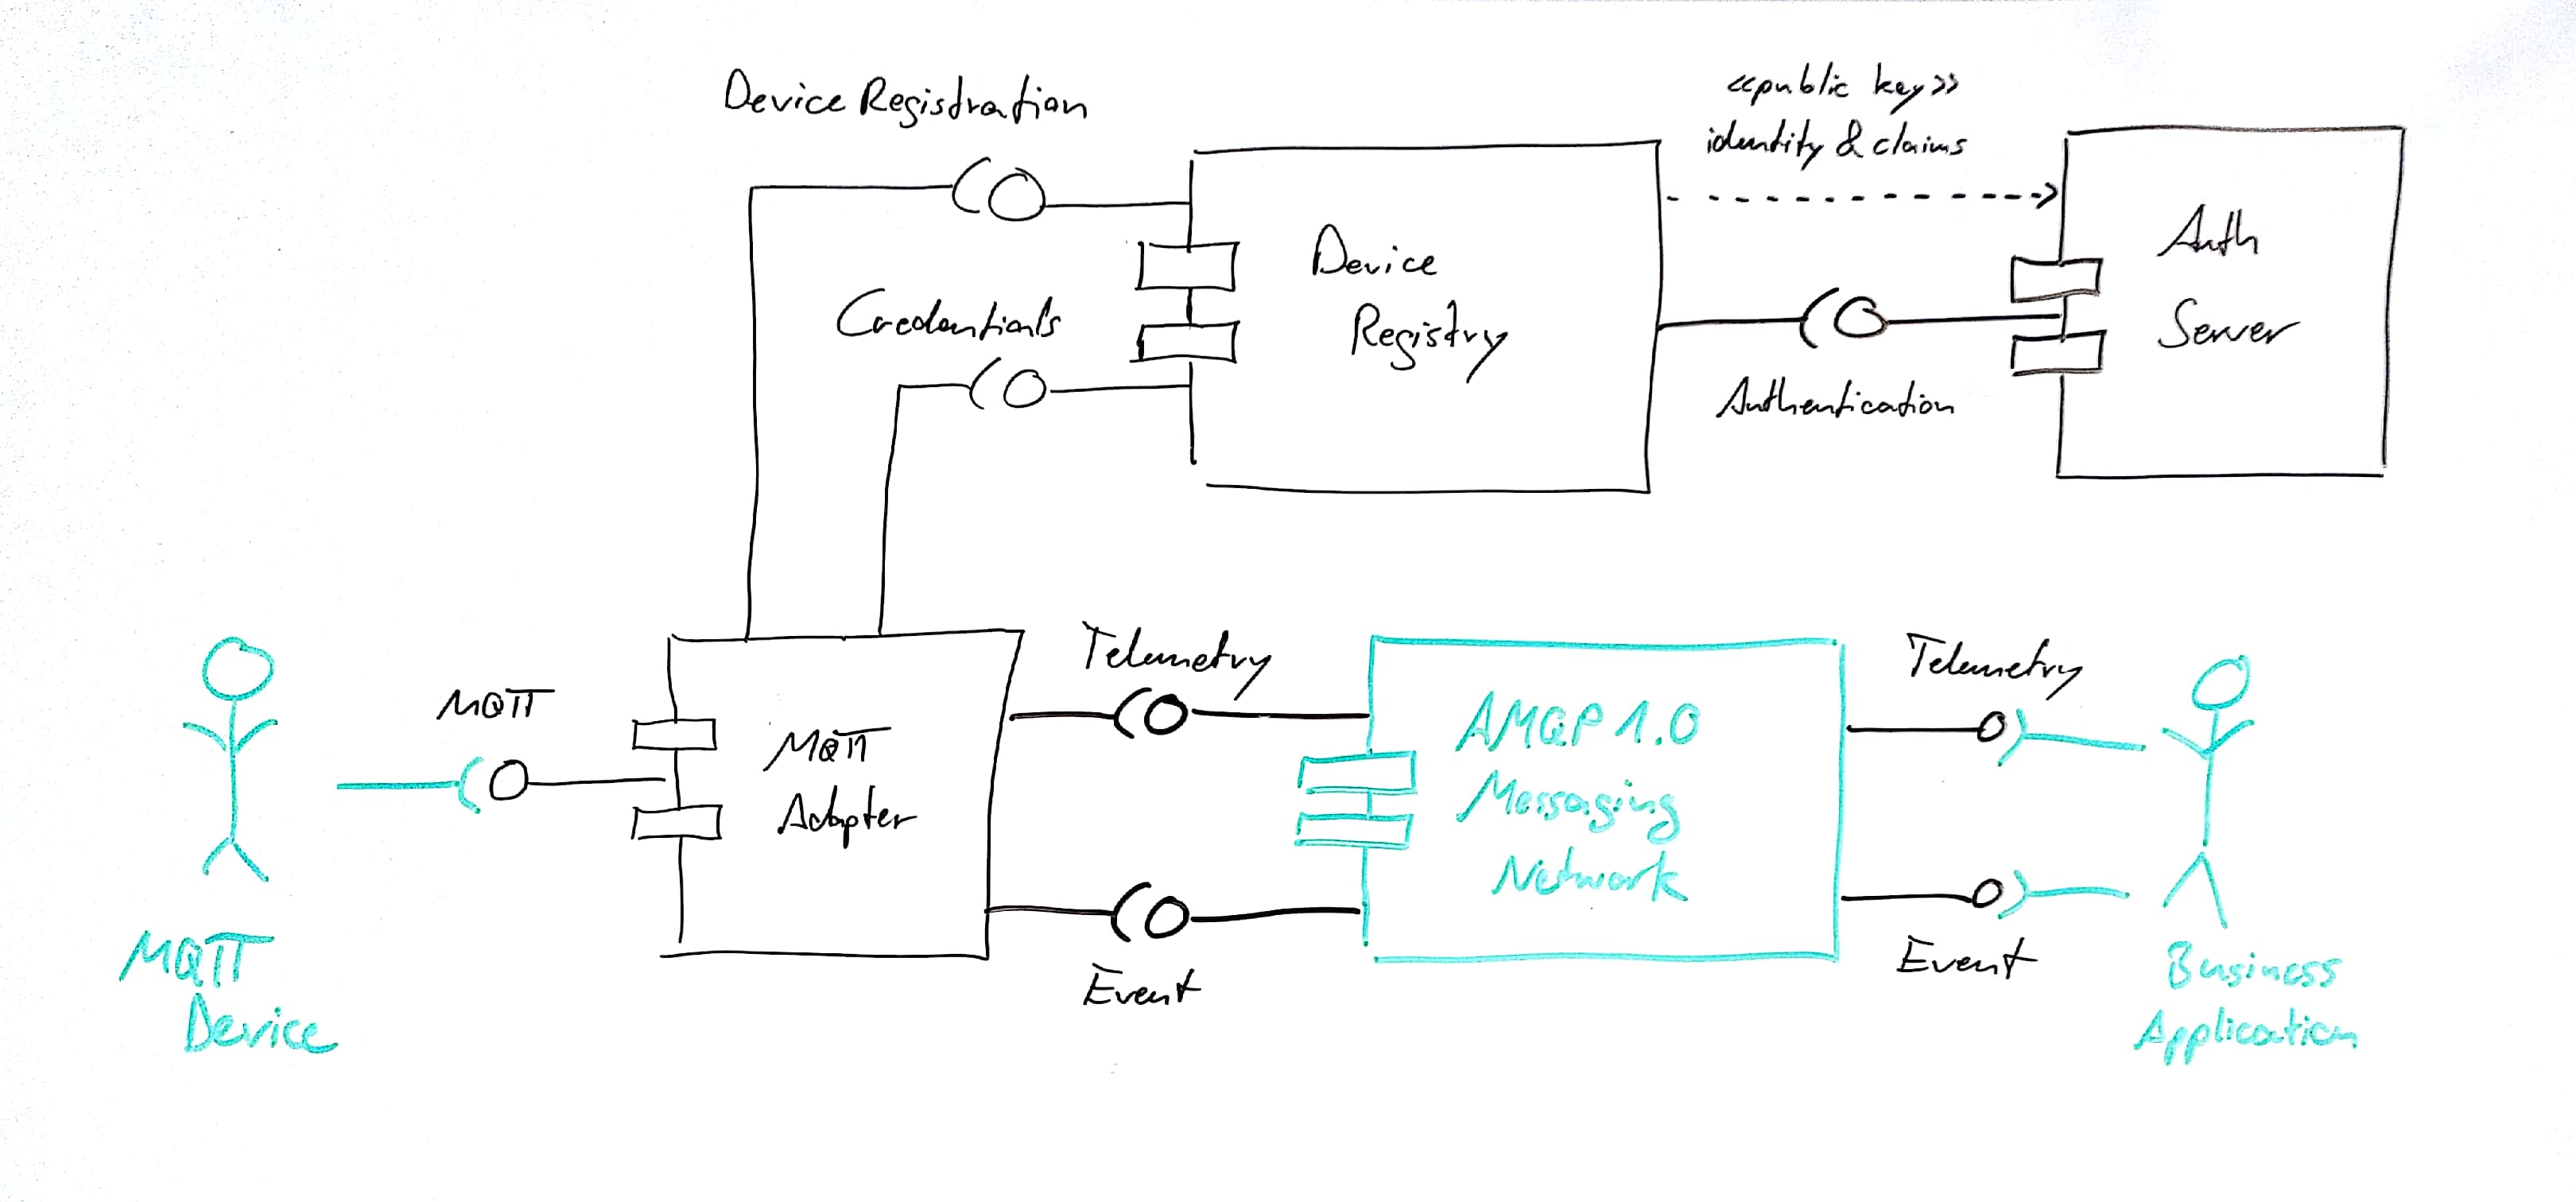 Device Registration
<<public key>>
identity & claims
Device
Registry
Auth
Server
Credentials
Authentication
Telemetry
Telemetry
MQTT
MQTT
Adapter
AMQP 1.0
Messaging
Network
MQTT
Device
Event
Event
Business
Application